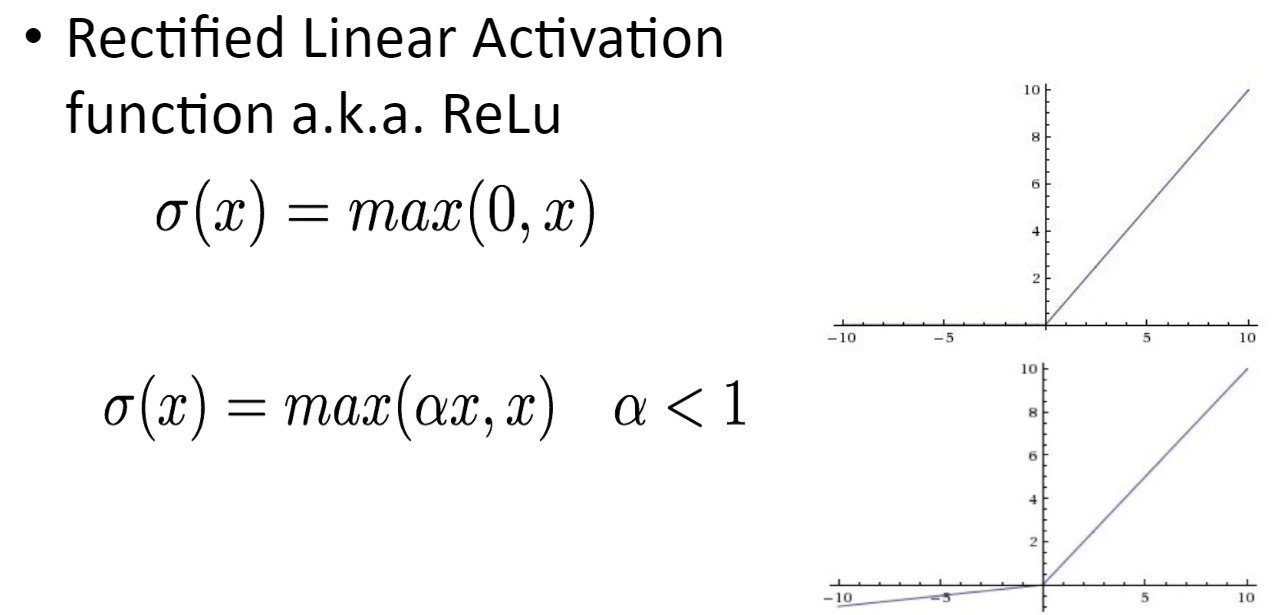 • Rectified Linear Activation
function a.k.a. ReLu
σ(x) = max(0, x)
10
8
6
4
2
−10 −5 5 10
σ(x) = max(αx, x) α < 1
10
8
6
4
2
−10 −5 5 10